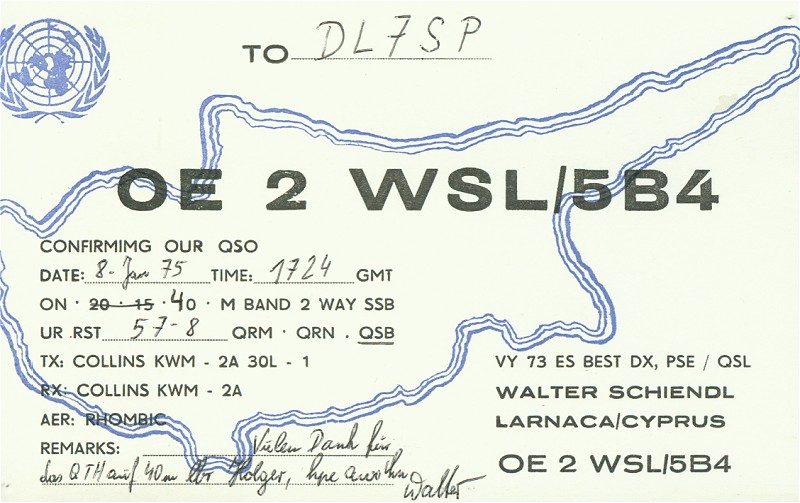 TO DL7SP
OE 2 WSL/5B4
CONFIRMIMG OUR QSO
DATE: 8. Jan 75 TIME: 1724 GMT
ON · 20 · 15 · 40 · M BAND 2 WAY SSB
UR .RST 57-8 QRM · QRN . QSB
TX: COLLINS KWM - 2A 30L - 1
RX: COLLINS KWM - 2A
AER: RHOMBIC
REMARKS: Vielen Dank für
das QTH auf 40m lbr Holger, hpe
Walter
VY 73 ES BEST DX, PSE / QSL
WALTER SCHIENDL
LARNACA/CYPRUS
OE 2 WSL/5B4